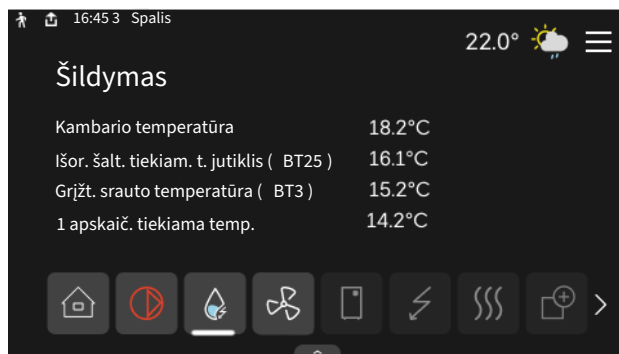 16:45 3 Spalis
22.0°
Šildymas
Kambario temperatūra 18.2°C
Išor. šalt. tiekiam. t. jutiklis ( BT25 ) 16.1°C
Grįžt. srauto temperatūra ( BT3 ) 15.2°C
1 apskaič. tiekiama temp. 14.2°C